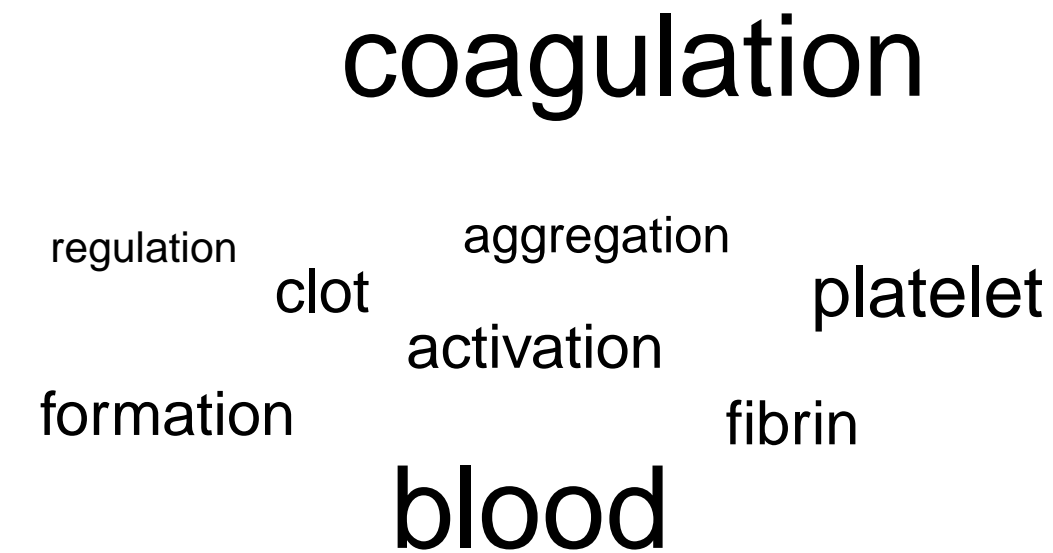 coagulation
regulation
aggregation
clot
platelet
activation
formation
fibrin
blood